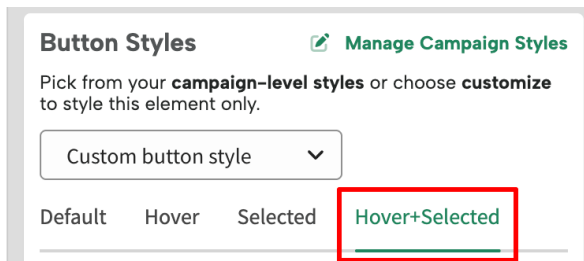 Button Styles Manage Campaign Styles
Pick from your campaign-level styles or choose customize
to style this element only.
Custom button style
Default Hover Selected Hover+Selected